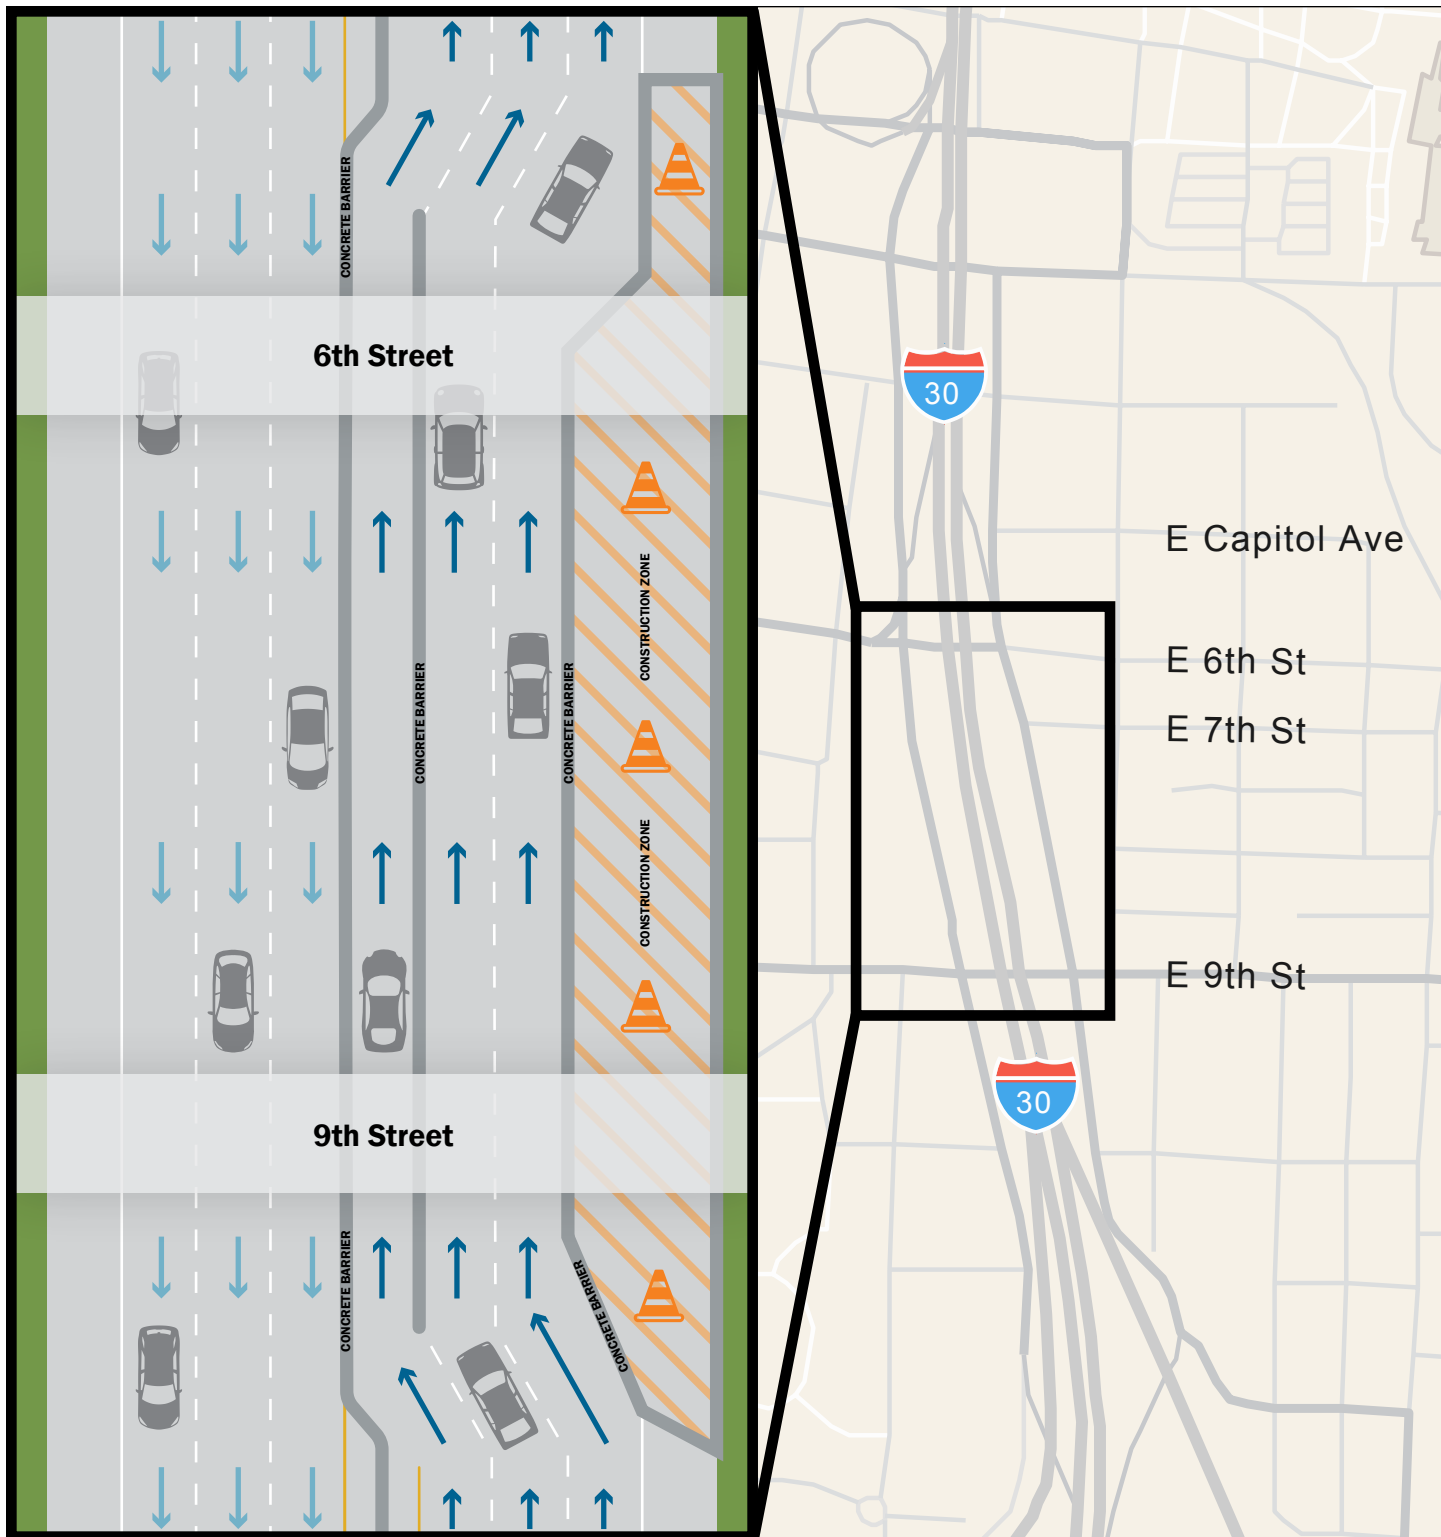 CONCRETE BARRIER
6th Street
CONSTRUCTION ZONE
CONCRETE BARRIER
CONCRETE BARRIER
CONSTRUCTION ZONE
9th Street
CONCRETE BARRIER
CONCRETE BARRIER
30
E Capitol Ave
E 6th St
E 7th St
E 9th St
30